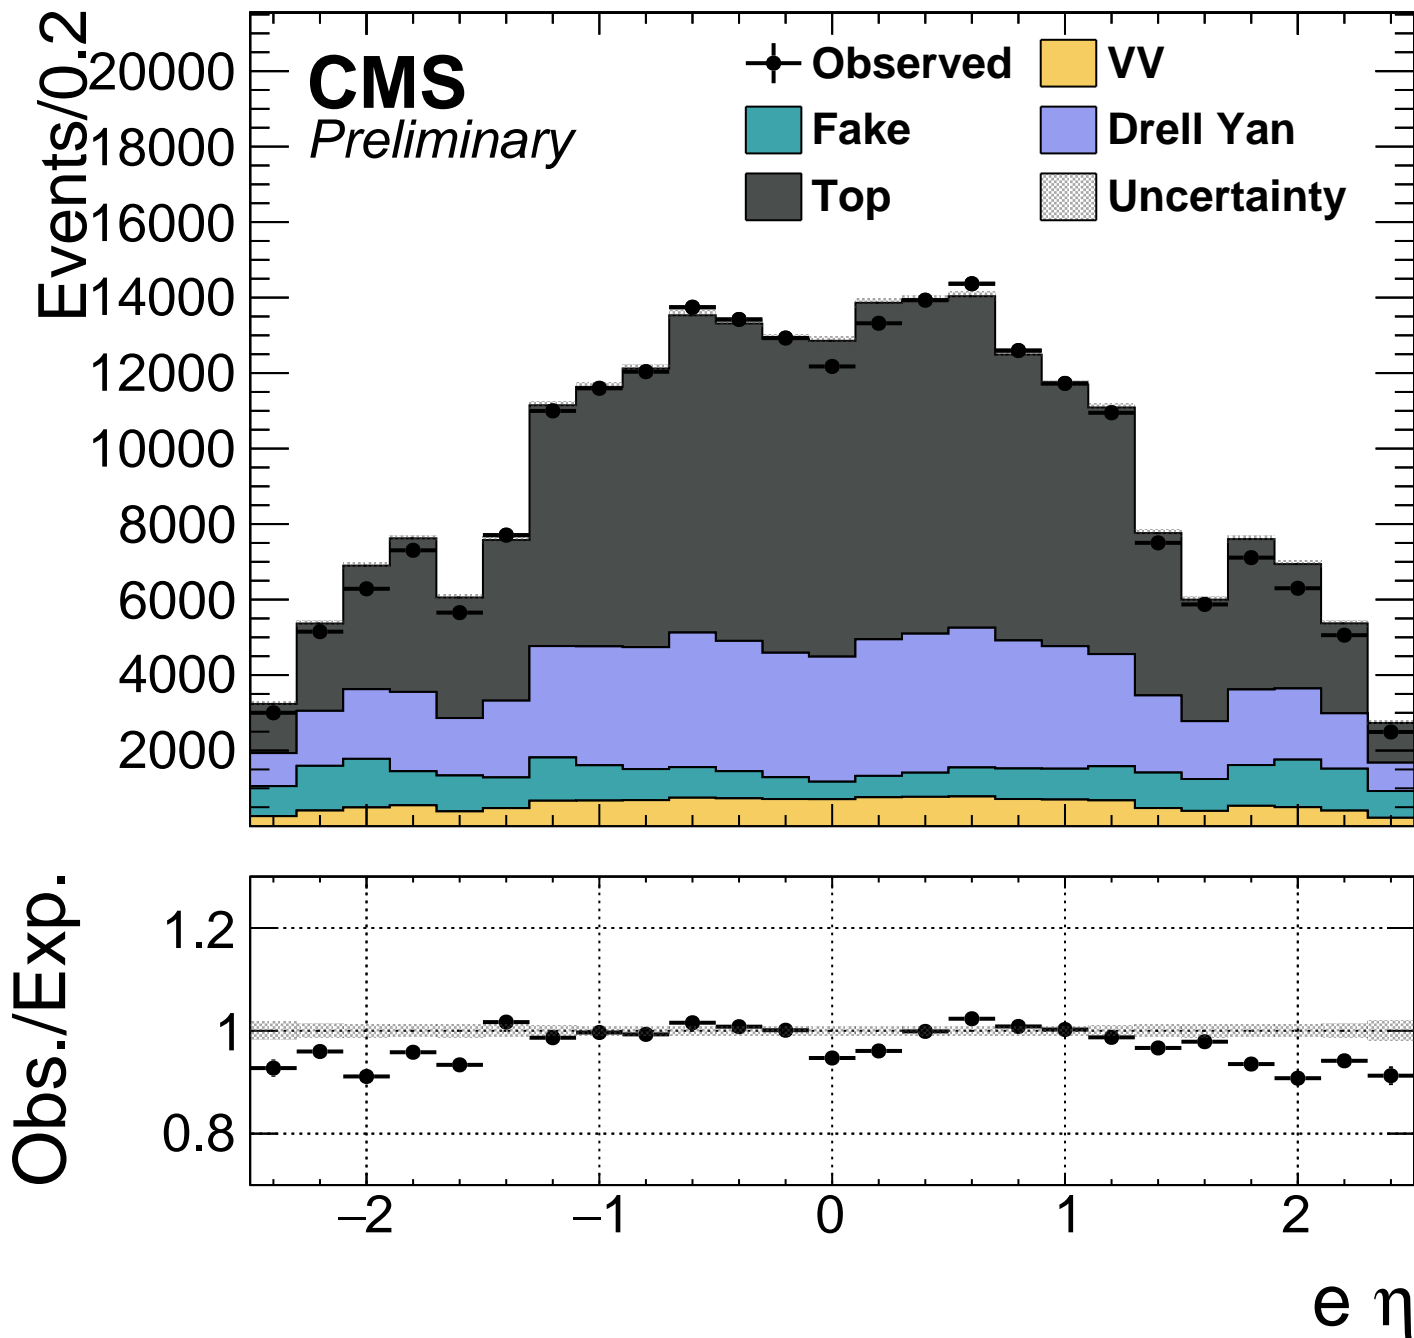 Events/0.2
20000
18000
16000
14000
12000
10000
8000
6000
4000
2000
CMS
Preliminary
Observed
VV
Fake
Drell Yan
Top
Uncertainty
Obs./Exp.
1.2
1
0.8
−2
−1
0
1
2
e η